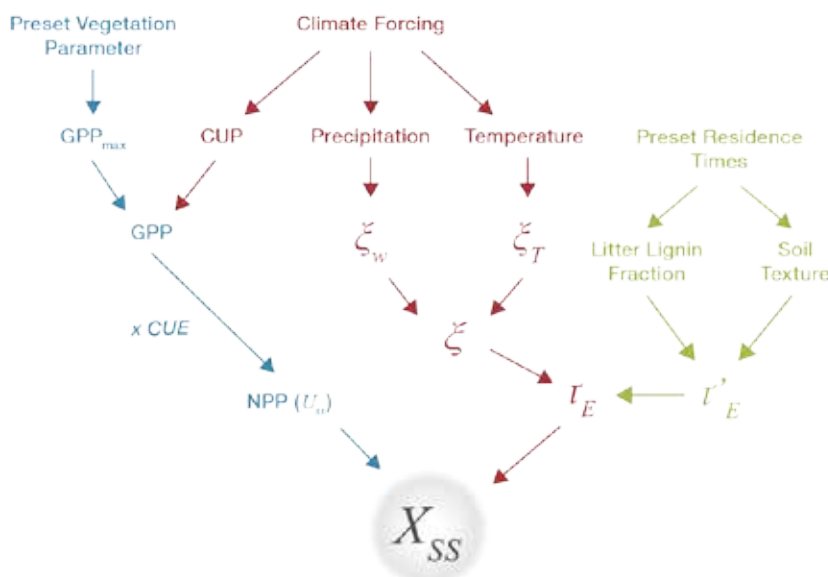 Preset Vegetation
Parameter
Climate Forcing
GPPmax
CUP
Precipitation
Temperature
Preset Residence
Times
GPP
ξw
ξT
Litter Lignin
Fraction
Soil
Texture
x CUE
ξ
NPP (Uo)
τE
τ'E
Xss